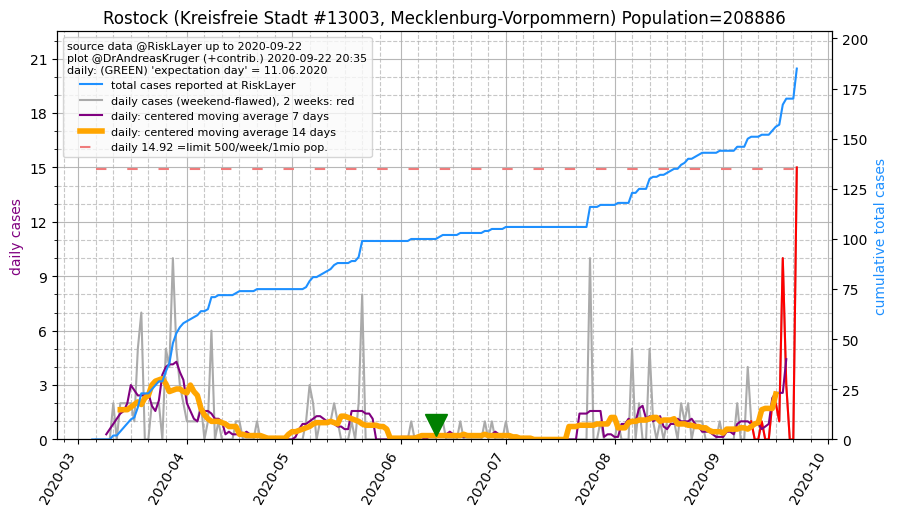 Rostock (Kreisfreie Stadt #13003, Mecklenburg-Vorpommern) Population=208886
source data @RiskLayer up to 2020-09-22
plot @DrAndreasKruger (+contrib.) 2020-09-22 20:35
daily: (GREEN) 'expectation day' = 11.06.2020
total cases reported at RiskLayer
daily cases (weekend-flawed), 2 weeks: red
daily: centered moving average 7 days
daily: centered moving average 14 days
daily 14.92 =limit 500/week/1mio pop.
daily cases
21
18
15
12
9
6
3
0
cumulative total cases
200
175
150
125
100
75
50
25
0
2020-03
2020-04
2020-05
2020-06
2020-07
2020-08
2020-09
2020-10